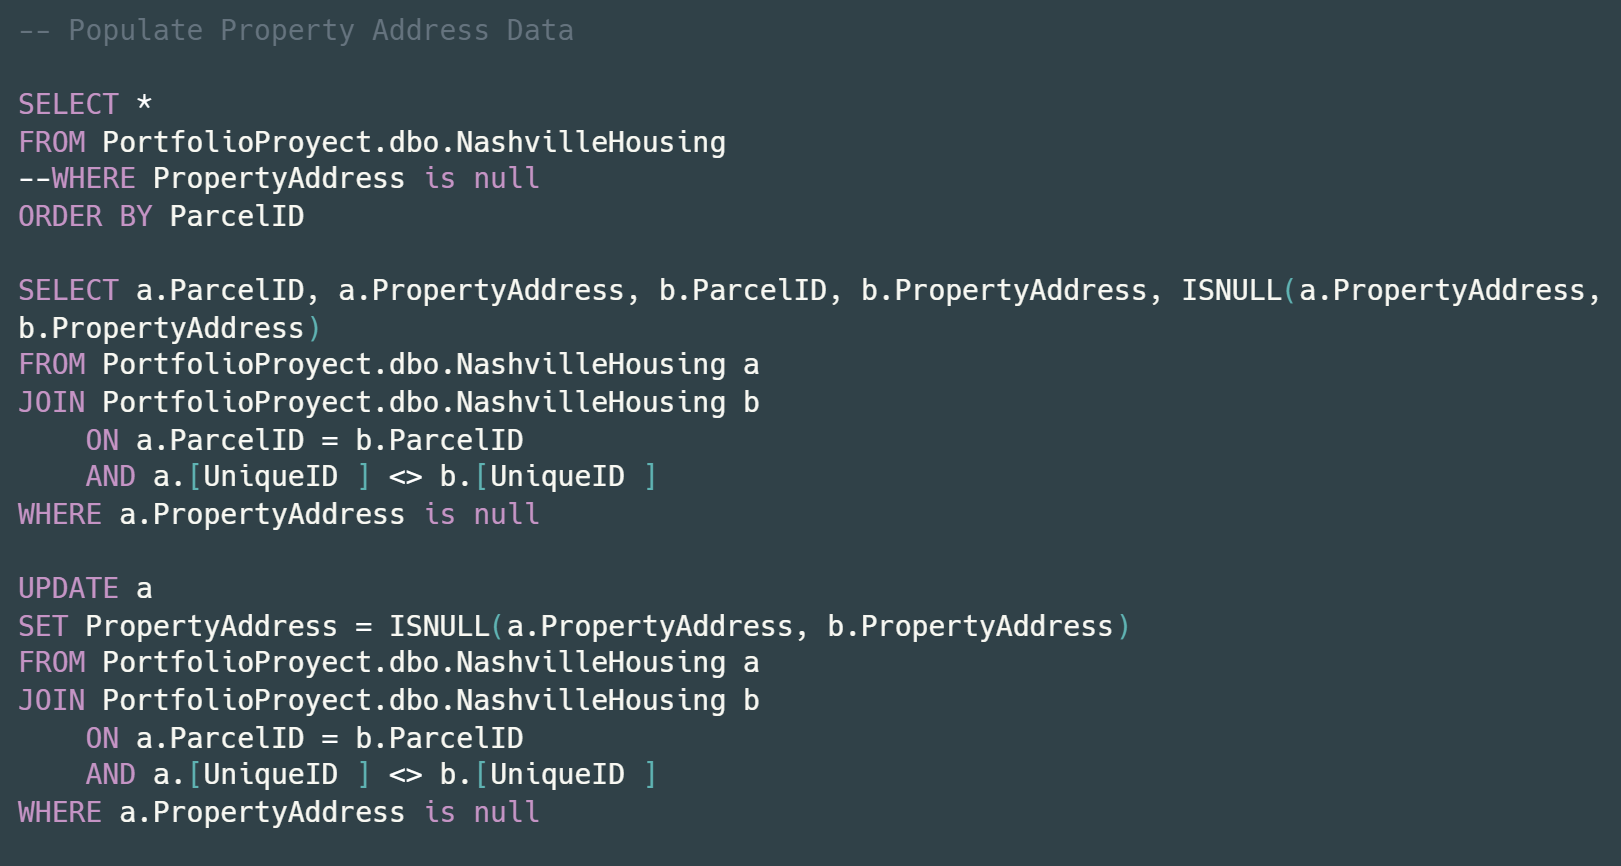 -- Populate Property Address Data
SELECT *
FROM PortfolioProyect.dbo.NashvilleHousing
--WHERE PropertyAddress is null
ORDER BY ParcelID
SELECT a.ParcelID, a.PropertyAddress, b.ParcelID, b.PropertyAddress, ISNULL(a.PropertyAddress,
b.PropertyAddress)
FROM PortfolioProyect.dbo.NashvilleHousing a
JOIN PortfolioProyect.dbo.NashvilleHousing b
    ON a.ParcelID = b.ParcelID
    AND a.[UniqueID ] <> b.[UniqueID ]
WHERE a.PropertyAddress is null
UPDATE a
SET PropertyAddress = ISNULL(a.PropertyAddress, b.PropertyAddress)
FROM PortfolioProyect.dbo.NashvilleHousing a
JOIN PortfolioProyect.dbo.NashvilleHousing b
    ON a.ParcelID = b.ParcelID
    AND a.[UniqueID ] <> b.[UniqueID ]
WHERE a.PropertyAddress is null